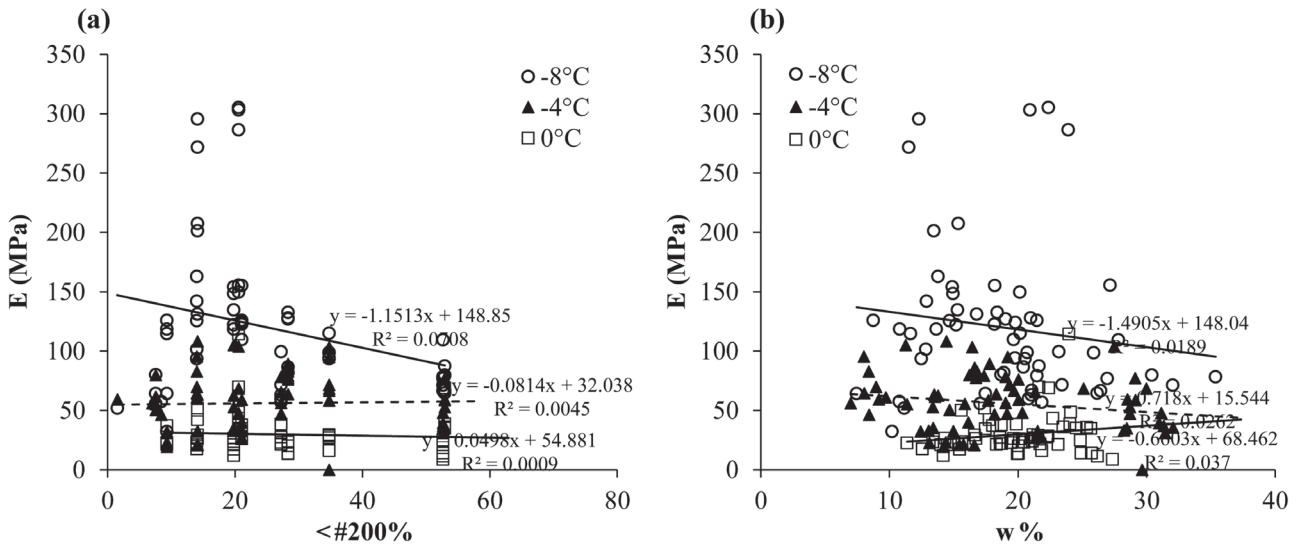 (a)
350
300
250
200
150
100
50
0
E (MPa)
-8°C
-4°C
0°C
y = -1.1513x + 148.85
R² = 0.0708
y = -0.0814x + 32.038
R² = 0.0045
y = 0.0498x + 54.881
R² = 0.0009
0 20 40 60 80
<#200%
(b)
350
300
250
200
150
100
50
0
E (MPa)
-8°C
-4°C
0°C
y = -1.4905x + 148.04
R² = 0.0189
y = 0.718x + 15.544
R² = 0.0262
y = -0.6603x + 68.462
R² = 0.037
0 10 20 30 40
w %